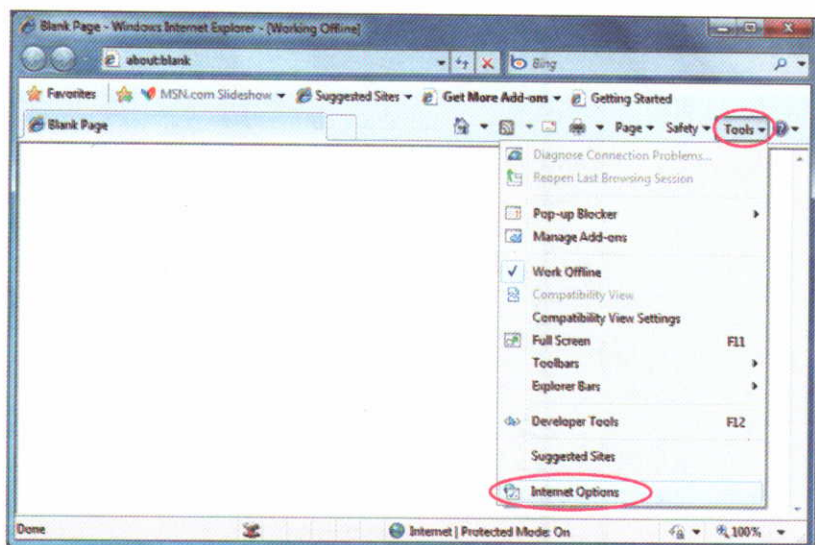 Blank Page - Windows Internet Explorer - [Working Offline]
about:blank
Bing
Favorites MSN.com Slideshow Suggested Sites Get More Add-ons Getting Started
Blank Page Page Safety Tools
Diagnose Connection Problems...
Reopen Last Browsing Session
Pop-up Blocker
Manage Add-ons
Work Offline
Compatibility View
Compatibility View Settings
Full Screen F11
Toolbars
Explorer Bars
Developer Tools F12
Suggested Sites
Internet Options
Done Internet | Protected Mode: On 100%